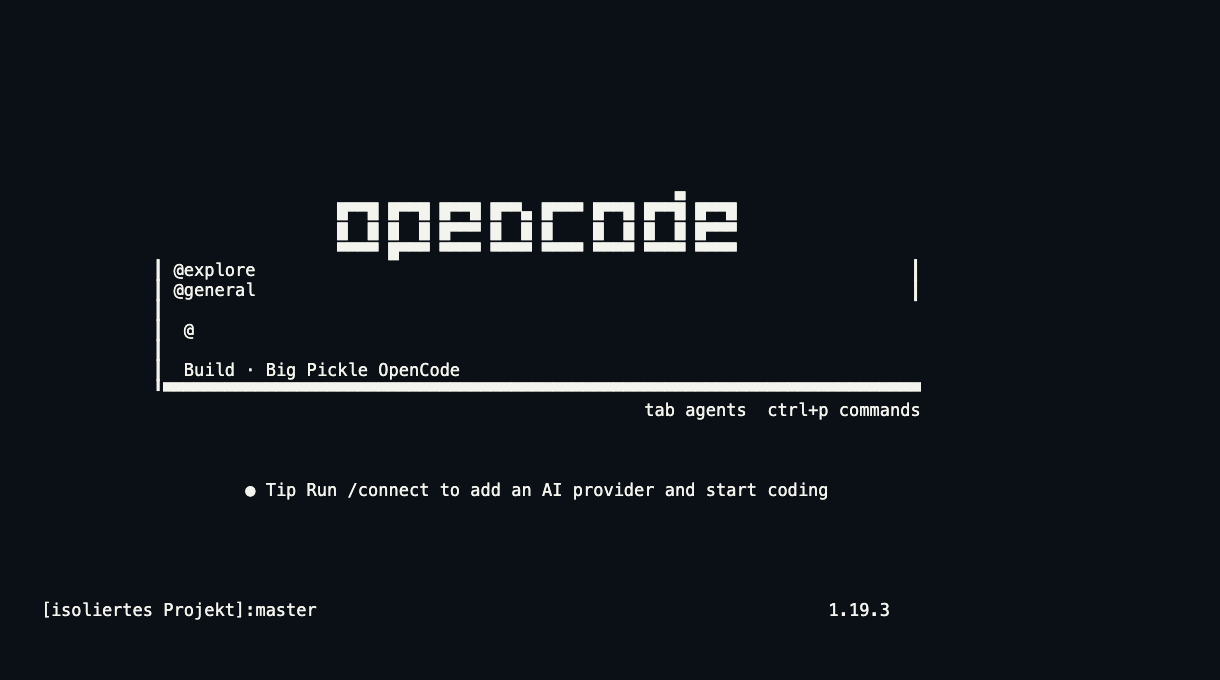 opencode
@explore
@general
@
Build · Big Pickle OpenCode
tab agents  ctrl+p commands
● Tip Run /connect to add an AI provider and start coding
[isoliertes Projekt]:master
1.19.3